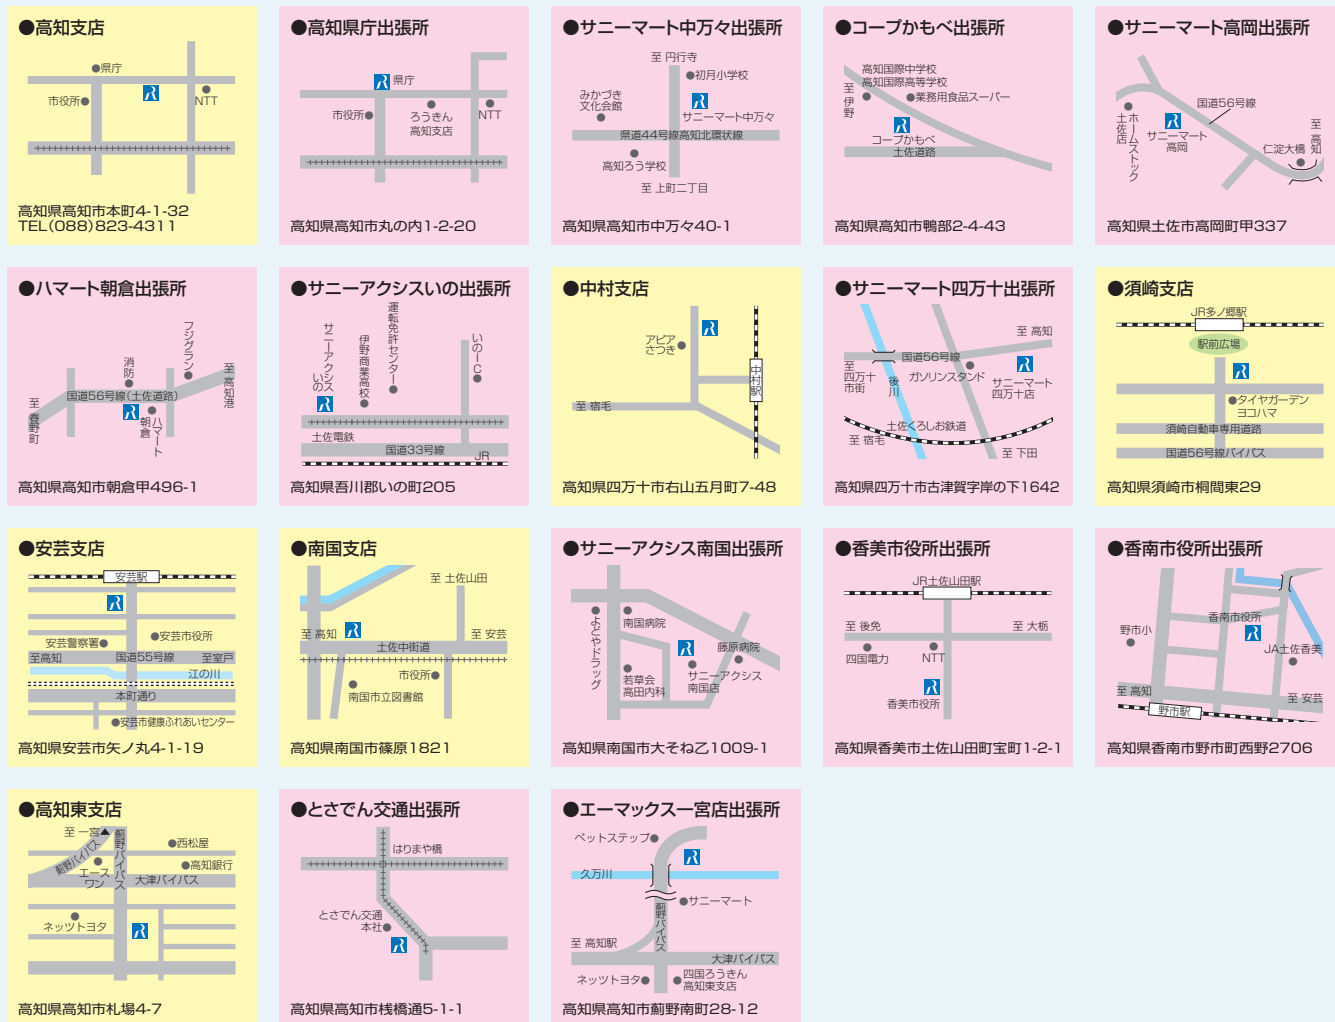 ●高知支店
●県庁
市役所●
NTT
高知県高知市本町4-1-32
TEL(088)823-4311
●高知県庁出張所
県庁
市役所●
ろうきん
高知支店
NTT
高知県高知市丸の内1-2-20
●サニーマート中万々出張所
至 円行寺
●初月小学校
みかづき
文化会館
サニーマート中万々
県道44号線高知北環状線
高知ろう学校
至 上町二丁目
高知県高知市中万々40-1
●コープかもべ出張所
高知国際中学校
高知国際高等学校
至 伊野
●業務用食品スーパー
コープかもべ
土佐道路
高知県高知市鴨部2-4-43
●サニーマート高岡出張所
国道56号線
ホームストック
土佐店
サニーマート
高岡
至 高知
仁淀大橋
高知県土佐市高岡町甲337
●ハマート朝倉出張所
フジグラン●
消防
至 高知港
国道56号線(土佐道路)
至 春野町
ハマート
朝倉
高知県高知市朝倉甲496-1
●サニーアクシスいの出張所
サニーアクシス
いの
伊野商業高校
運転免許センター
いのIC
土佐電鉄
国道33号線
JR
高知県吾川郡いの町205
●中村支店
アピア
さつき
中村駅
至 宿毛
高知県四万十市右山五月町7-48
●サニーマート四万十出張所
至 高知
国道56号線
至 四万十市街
後川
ガソリンスタンド
サニーマート
四万十店
土佐くろしお鉄道
至 宿毛
至 下田
高知県四万十市古津賀字岸の下1642
●須崎支店
JR多ノ郷駅
駅前広場
●タイヤガーデン
ヨコハマ
須崎自動車専用道路
国道56号線バイパス
高知県須崎市桐間東29
●安芸支店
安芸駅
安芸警察署●
●安芸市役所
至高知
国道55号線
至室戸
江の川
本町通り
●安芸市健康ふれあいセンター
高知県安芸市矢ノ丸4-1-19
●南国支店
至 土佐山田
至 高知
至 安芸
土佐中街道
市役所●
南国市立図書館
高知県南国市篠原1821
●サニーアクシス南国出張所
よどやドラッグ
南国病院
藤原病院
若草会
高田内科
サニーアクシス
南国店
高知県南国市大そね乙1009-1
●香美市役所出張所
JR土佐山田駅
至 後免
至 大栃
四国電力
NTT
香美市役所
高知県香美市土佐山田町宝町1-2-1
●香南市役所出張所
香南市役所
野市小
JA土佐香美
至 高知
至 安芸
野市駅
高知県香南市野市町西野2706
●高知東支店
至 一宮▲
薊野バイパス
薊野バイパス
●西松屋
●高知銀行
エース
ワン
大津バイパス
ネッツトヨタ
高知県高知市札場4-7
●とさでん交通出張所
はりまや橋
とさでん交通
本社●
高知県高知市桟橋通5-1-1
●エーマックス一宮店出張所
ペットステップ●
久万川
●サニーマート
薊野バイパス
至 高知駅
大津バイパス
ネッツトヨタ●
●四国ろうきん
高知東支店
高知県高知市薊野南町28-12